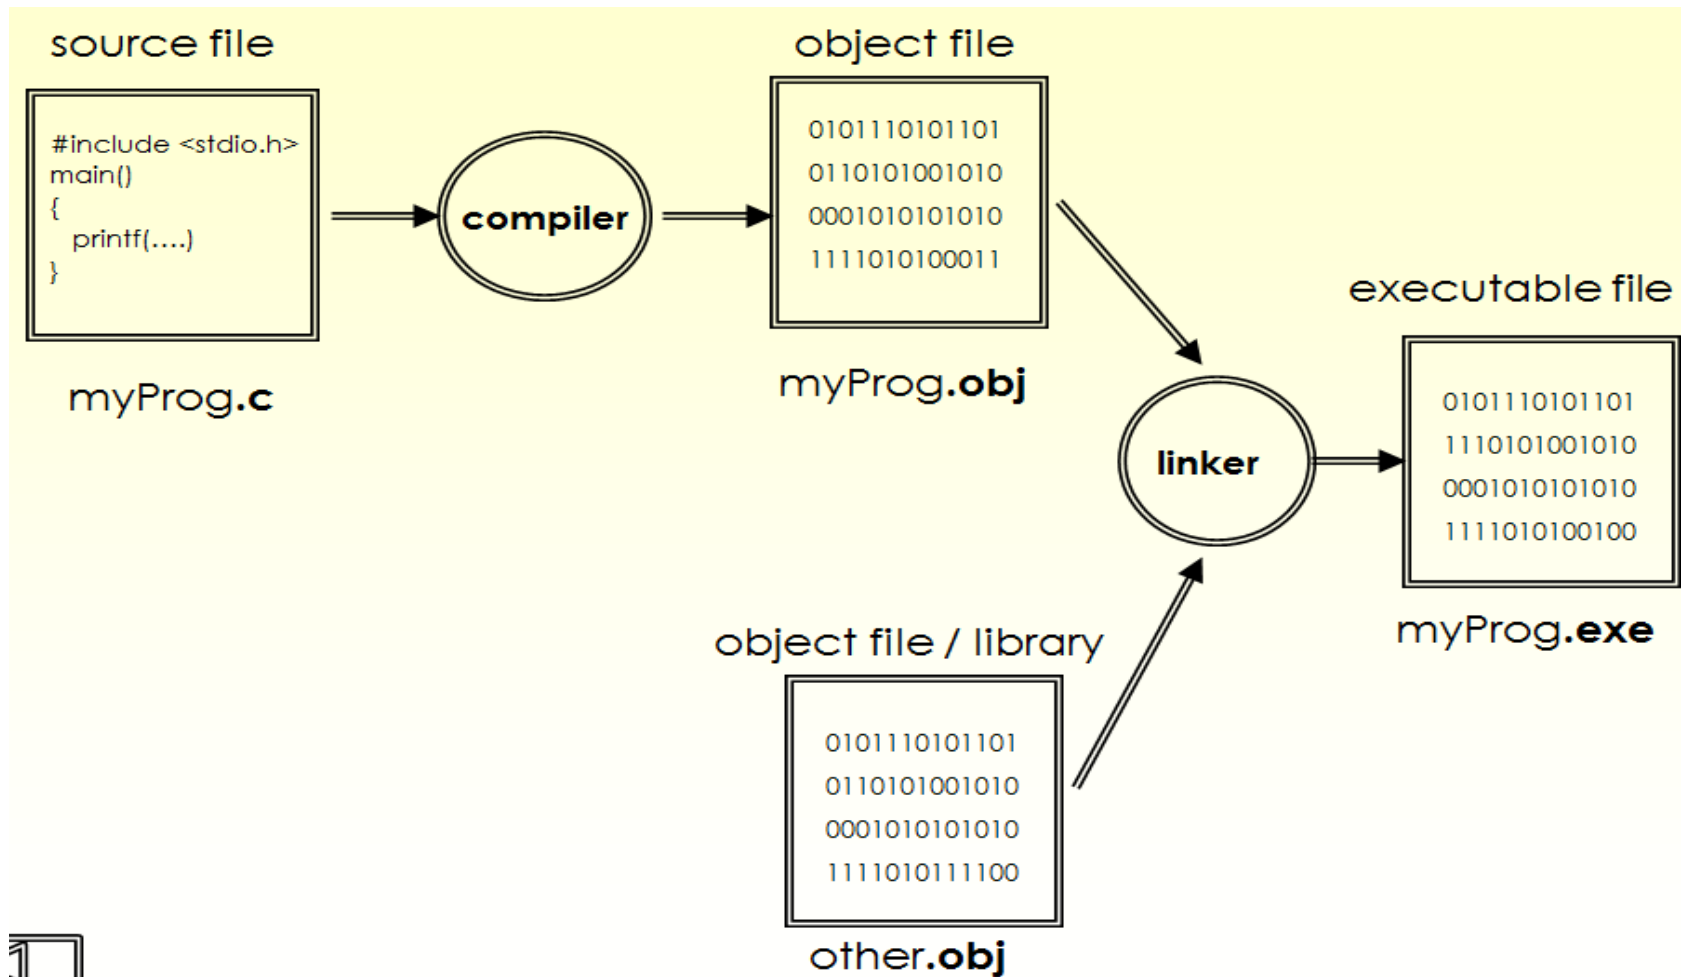 source file
#include <stdio.h>
main()
{
printf(....)
}
myProg.c
compiler
object file
0101110101101
0110101001010
0001010101010
1111010100011
myProg.obj
linker
executable file
0101110101101
1110101001010
0001010101010
1111010100100
myProg.exe
object file / library
0101110101101
0110101001010
0001010101010
1111010111100
other.obj